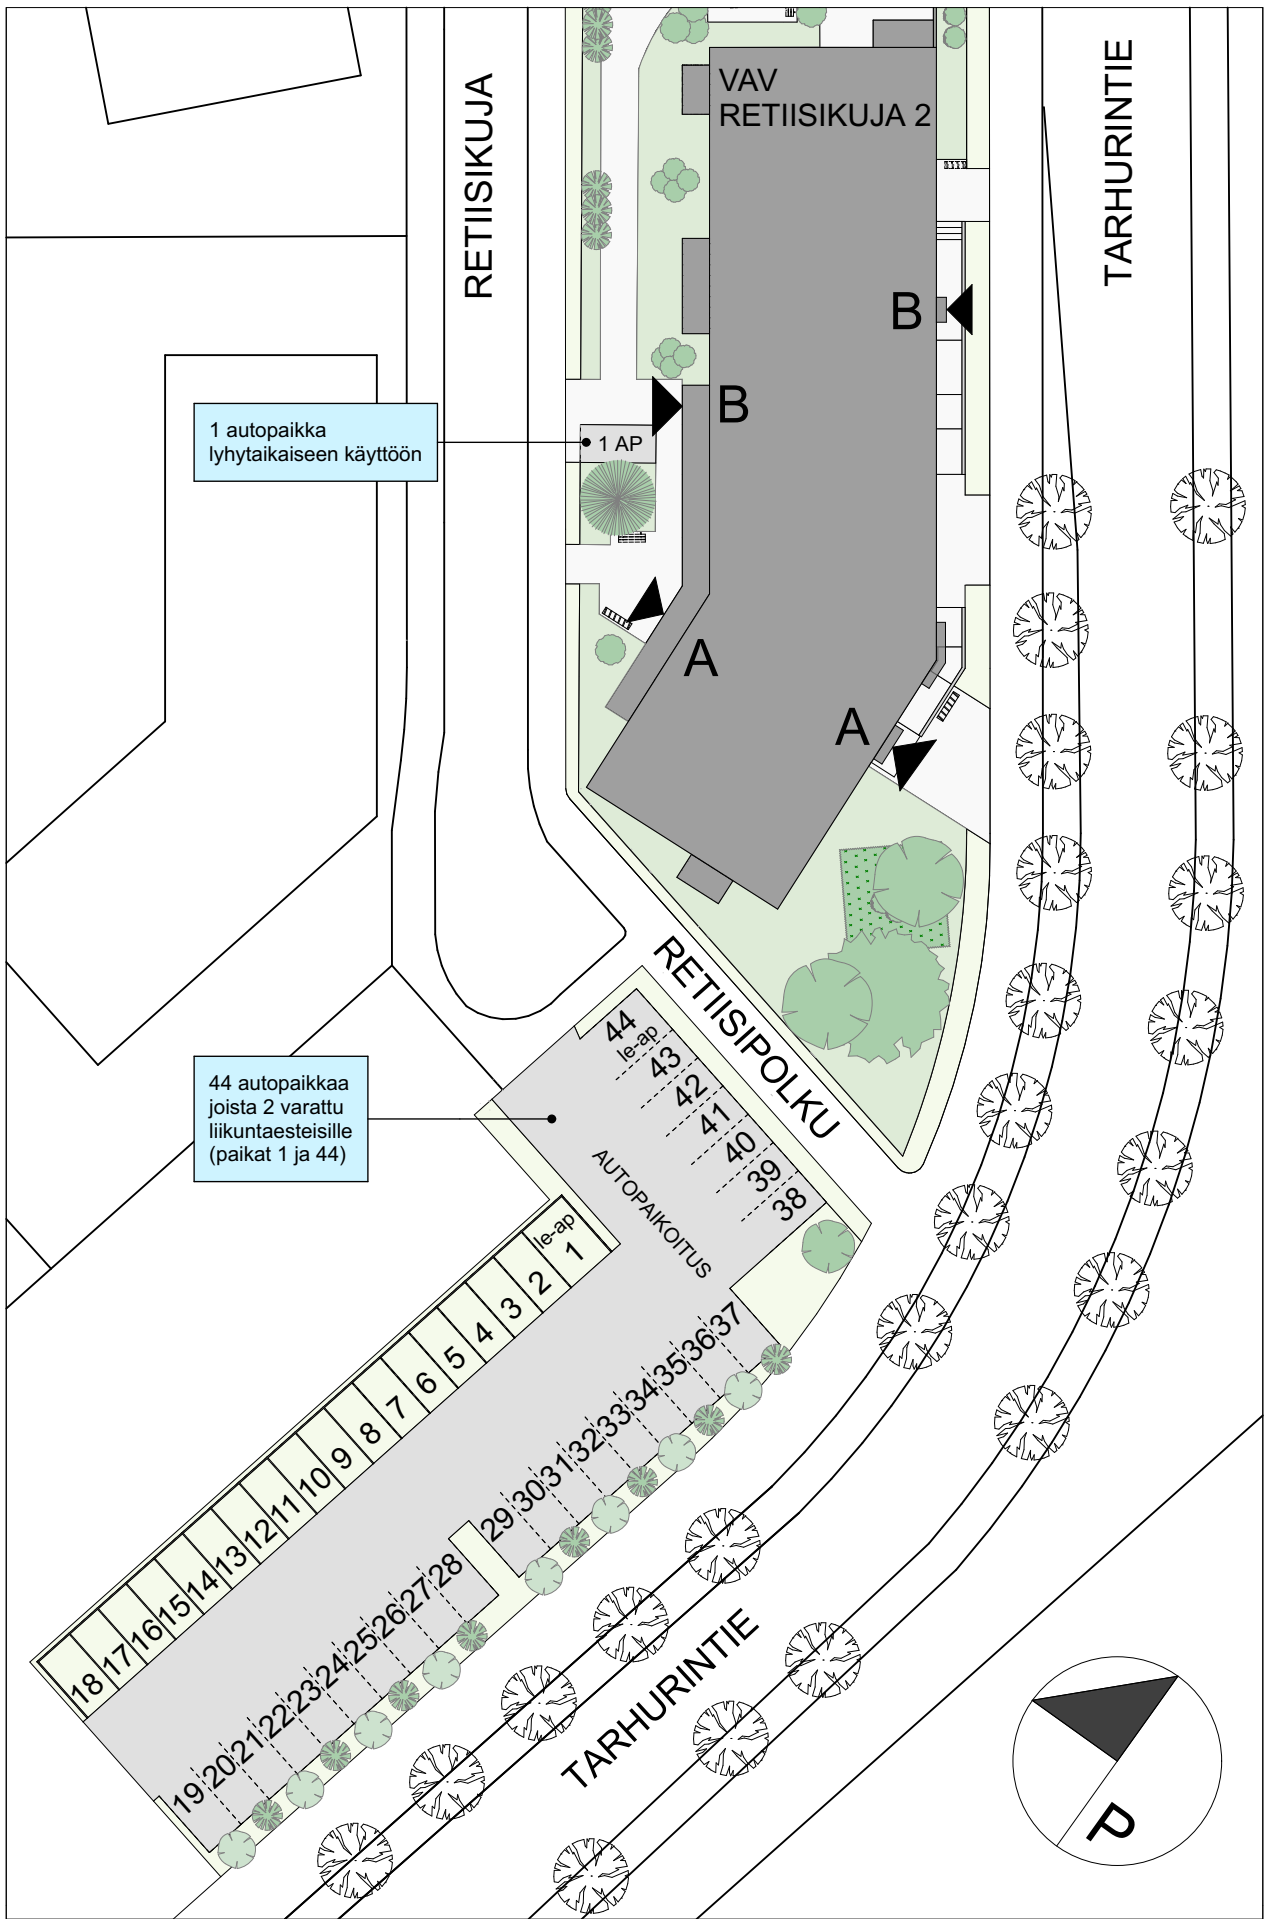 RETIISIKUJA
VAV
RETIISIKUJA 2
TARHURINTIE
B
B
1 autopaikka
lyhytaikaiseen käyttöön
1 AP
A
A
RETIISIPOLKU
44 autopaikkaa
joista 2 varattu
liikuntaesteisille
(paikat 1 ja 44)
44
le-ap
43
42
41
40
39
38
AUTOPAIKOITUS
le-ap
1
2
3
4
5
6
7
8
9
10
11
12
13
14
15
16
17
18
19
20
21
22
23
24
25
26
27
28
29
30
31
32
33
34
35
36
37
TARHURINTIE
P